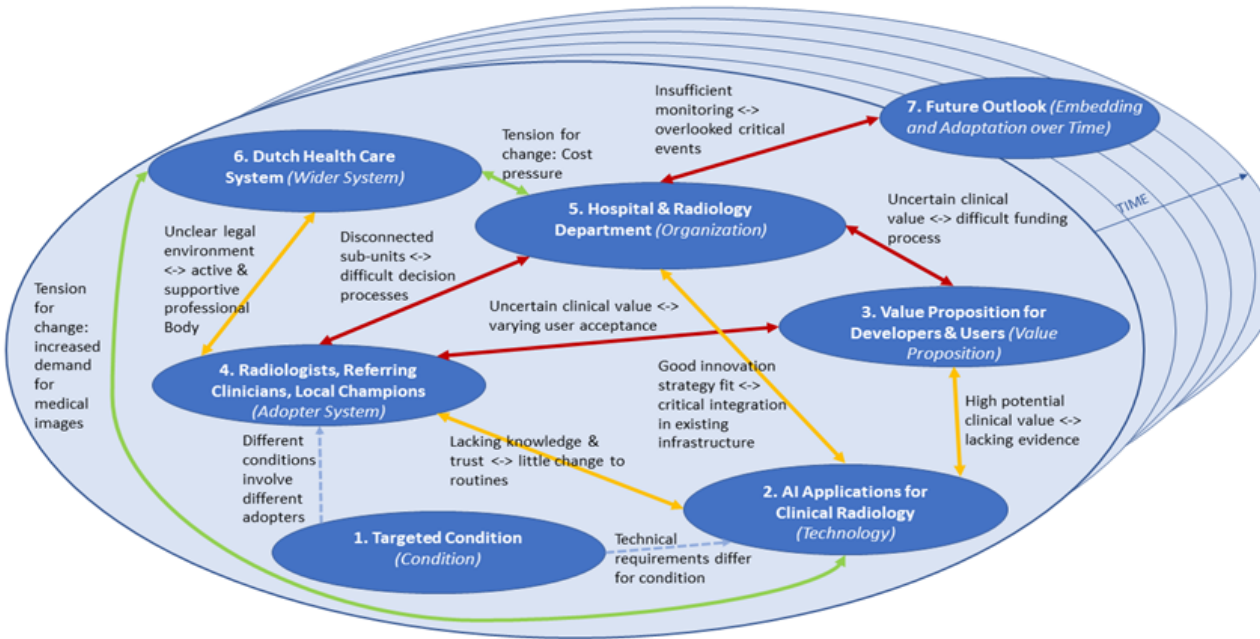 7. Future Outlook (Embedding
and Adaptation over Time)
Insufficient
monitoring <->
overlooked critical
events
Tension for
change: Cost
pressure
6. Dutch Health Care
System (Wider System)
TIME
5. Hospital & Radiology
Department (Organization)
Uncertain clinical
value <-> difficult funding
process
Unclear legal
environment
<-> active &
supportive
professional
Body
Disconnected
sub-units <->
difficult decision
processes
Tension
for
change:
increased
demand
for
medical
images
Uncertain clinical value <->
varying user acceptance
3. Value Proposition for
Developers & Users (Value
Proposition)
4. Radiologists, Referring
Clinicians, Local Champions
(Adopter System)
Good innovation
strategy fit <->
critical integration
in existing
infrastructure
High potential
clinical value <->
lacking evidence
Different
conditions
involve
different
adopters
Lacking knowledge &
trust <-> little change to
routines
2. AI Applications for
Clinical Radiology
(Technology)
1. Targeted Condition
(Condition)
Technical
requirements differ
for condition